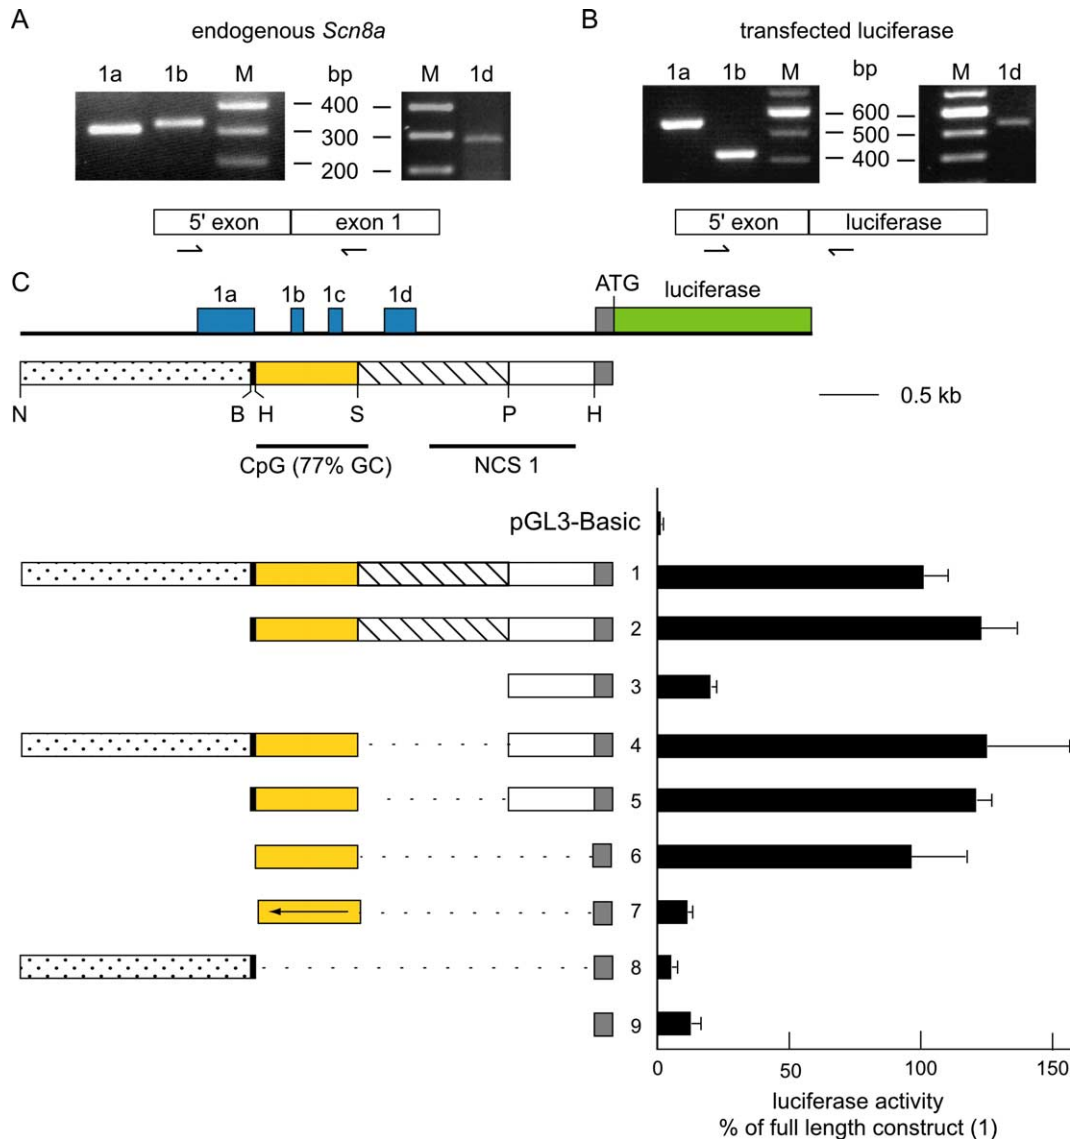 A
endogenous Scn8a
1a 1b M bp M 1d
400
300
200
5' exon exon 1
B
transfected luciferase
1a 1b M bp M 1d
600
500
400
5' exon luciferase
C
1a 1b 1c 1d ATG luciferase
N B H S P H
0.5 kb
CpG (77% GC) NCS 1
pGL3-Basic
1
2
3
4
5
6
7
8
9
0 50 100 150
luciferase activity
% of full length construct (1)